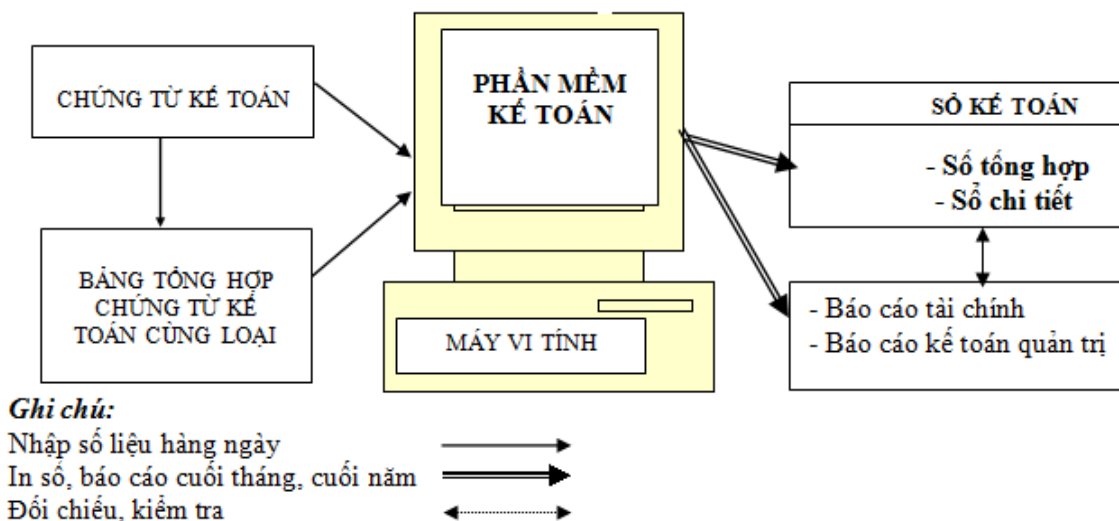 CHỨNG TỪ KẾ TOÁN
BẢNG TỔNG HỢP
CHỨNG TỪ KẾ
TOÁN CÙNG LOẠI
PHẦN MỀM
KẾ TOÁN
MÁY VI TÍNH
SỔ KẾ TOÁN
- Sổ tổng hợp
- Sổ chi tiết
- Báo cáo tài chính
- Báo cáo kế toán quản trị
Ghi chú:
Nhập số liệu hàng ngày
In sổ, báo cáo cuối tháng, cuối năm
Đối chiếu, kiểm tra